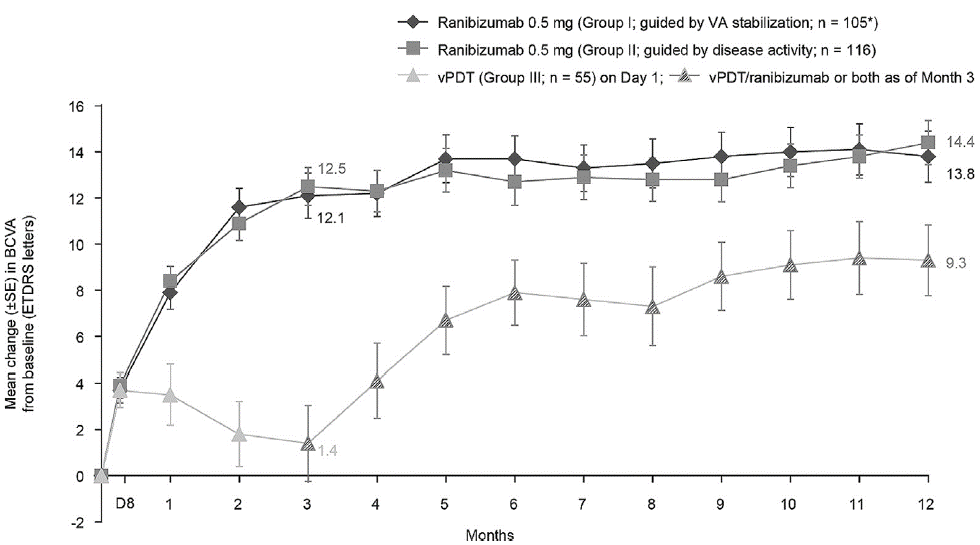 Ranibizumab 0.5 mg (Group I; guided by VA stabilization; n = 105*)
Ranibizumab 0.5 mg (Group II; guided by disease activity; n = 116)
vPDT (Group III; n = 55) on Day 1; vPDT/ranibizumab or both as of Month 3
Mean change (±SE) in BCVA
from baseline (ETDRS letters)
16
14
12
10
8
6
4
2
0
-2
12.5
12.1
1.4
14.4
13.8
9.3
D8 1 2 3 4 5 6 7 8 9 10 11 12
Months